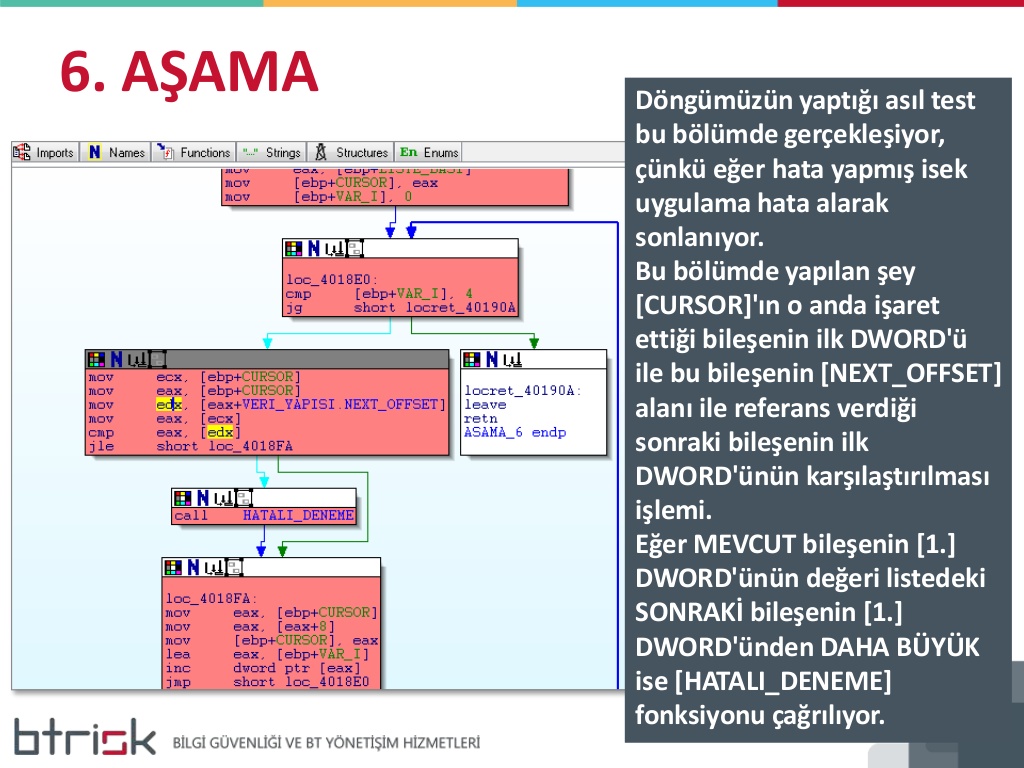 6. AŞAMA
Imports Names Functions Strings Structures En Enums
mov eax, [ebp+LISTE_BASI]
mov [ebp+CURSOR], eax
mov [ebp+VAR_I], 0
loc_4018E0:
cmp [ebp+VAR_I], 4
jg short locret_40190A
mov ecx, [ebp+CURSOR]
mov eax, [ebp+CURSOR]
mov edx, [eax+VERI_YAPISI.NEXT_OFFSET]
mov eax, [ecx]
cmp eax, [edx]
jle short loc_4018FA
locret_40190A:
leave
retn
ASAMA_6 endp
call HATALI_DENEME
loc_4018FA:
mov eax, [ebp+CURSOR]
mov eax, [eax+8]
mov [ebp+CURSOR], eax
lea eax, [ebp+VAR_I]
inc dword ptr [eax]
jmp short loc_4018E0
Döngümüzün yaptığı asıl test
bu bölümde gerçekleşiyor,
çünkü eğer hata yapmış isek
uygulama hata alarak
sonlanıyor.
Bu bölümde yapılan şey
[CURSOR]'ın o anda işaret
ettiği bileşenin ilk DWORD'ü
ile bu bileşenin [NEXT_OFFSET]
alanı ile referans verdiği
sonraki bileşenin ilk
DWORD'ünün karşılaştırılması
işlemi.
Eğer MEVCUT bileşenin [1.]
DWORD'ünün değeri listedeki
SONRAKİ bileşenin [1.]
DWORD'ünden DAHA BÜYÜK
ise [HATALI_DENEME]
fonksiyonu çağrılıyor.
btrisk BİLGİ GÜVENLİĞİ VE BT YÖNETİŞİM HİZMETLERİ